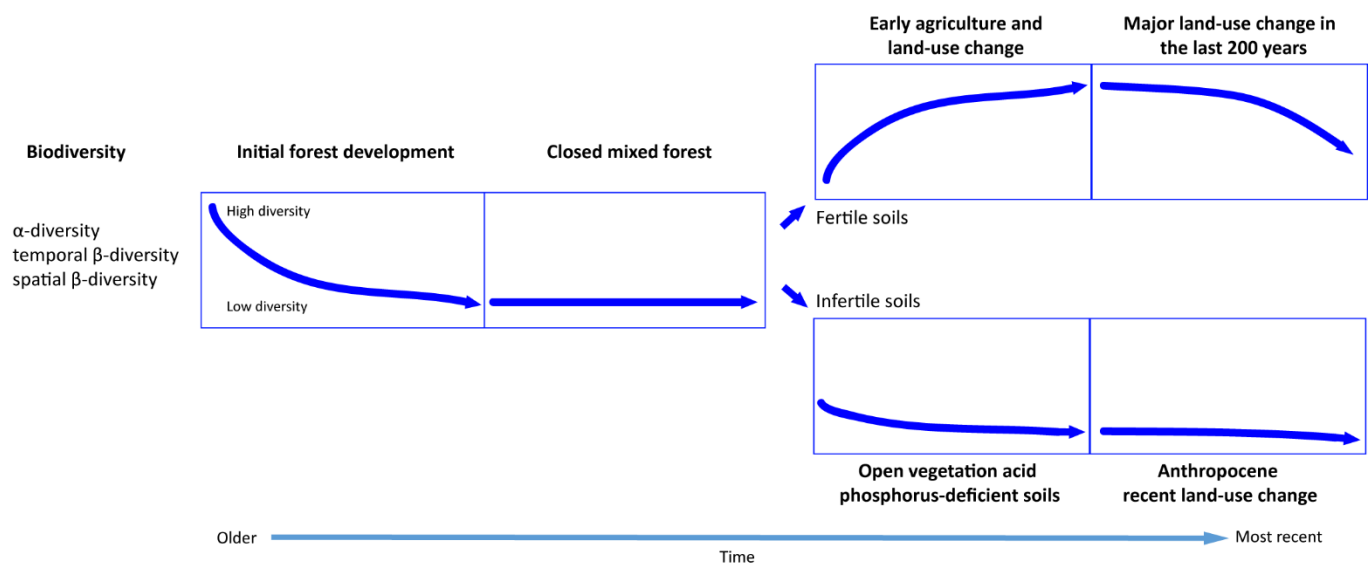 Early agriculture and
land-use change
Major land-use change in
the last 200 years
Biodiversity
Initial forest development
Closed mixed forest
High diversity
Low diversity
α-diversity
temporal β-diversity
spatial β-diversity
Fertile soils
Infertile soils
Open vegetation acid
phosphorus-deficient soils
Anthropocene
recent land-use change
Older
Most recent
Time